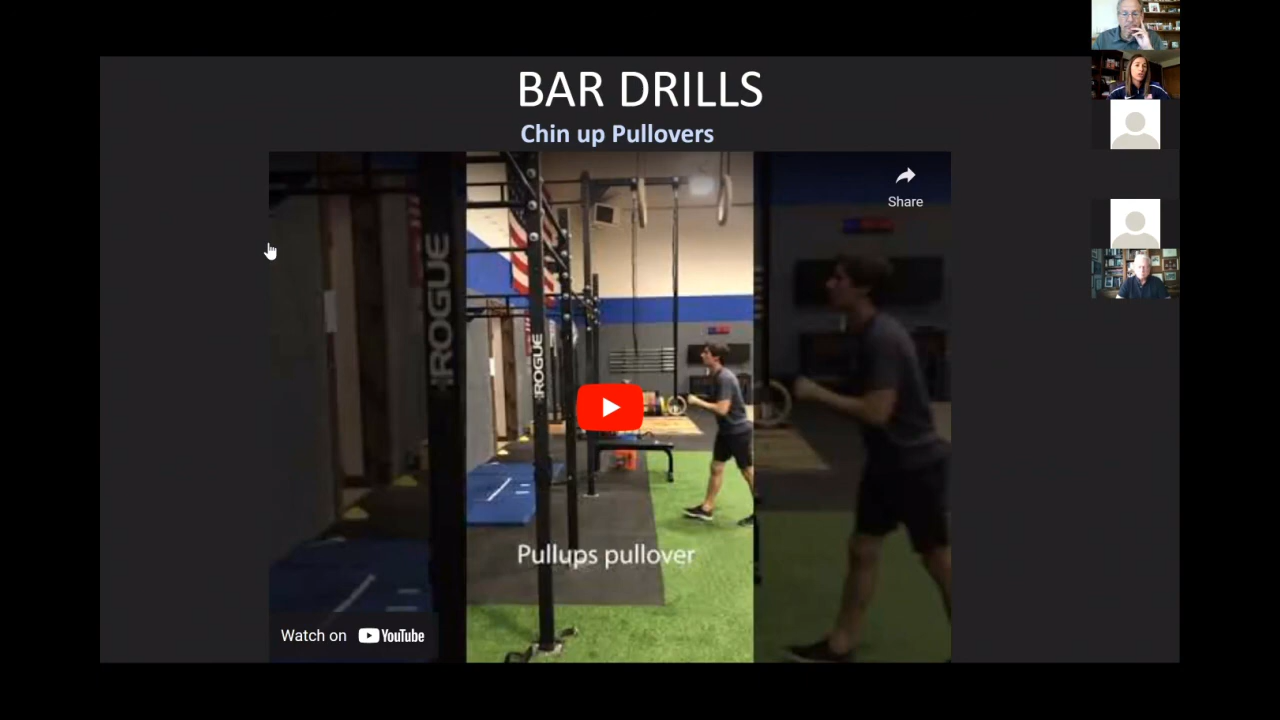 BAR DRILLS
Chin up Pullovers
Share
ROGUE
ROGUE
Pullups pullover
Watch on YouTube